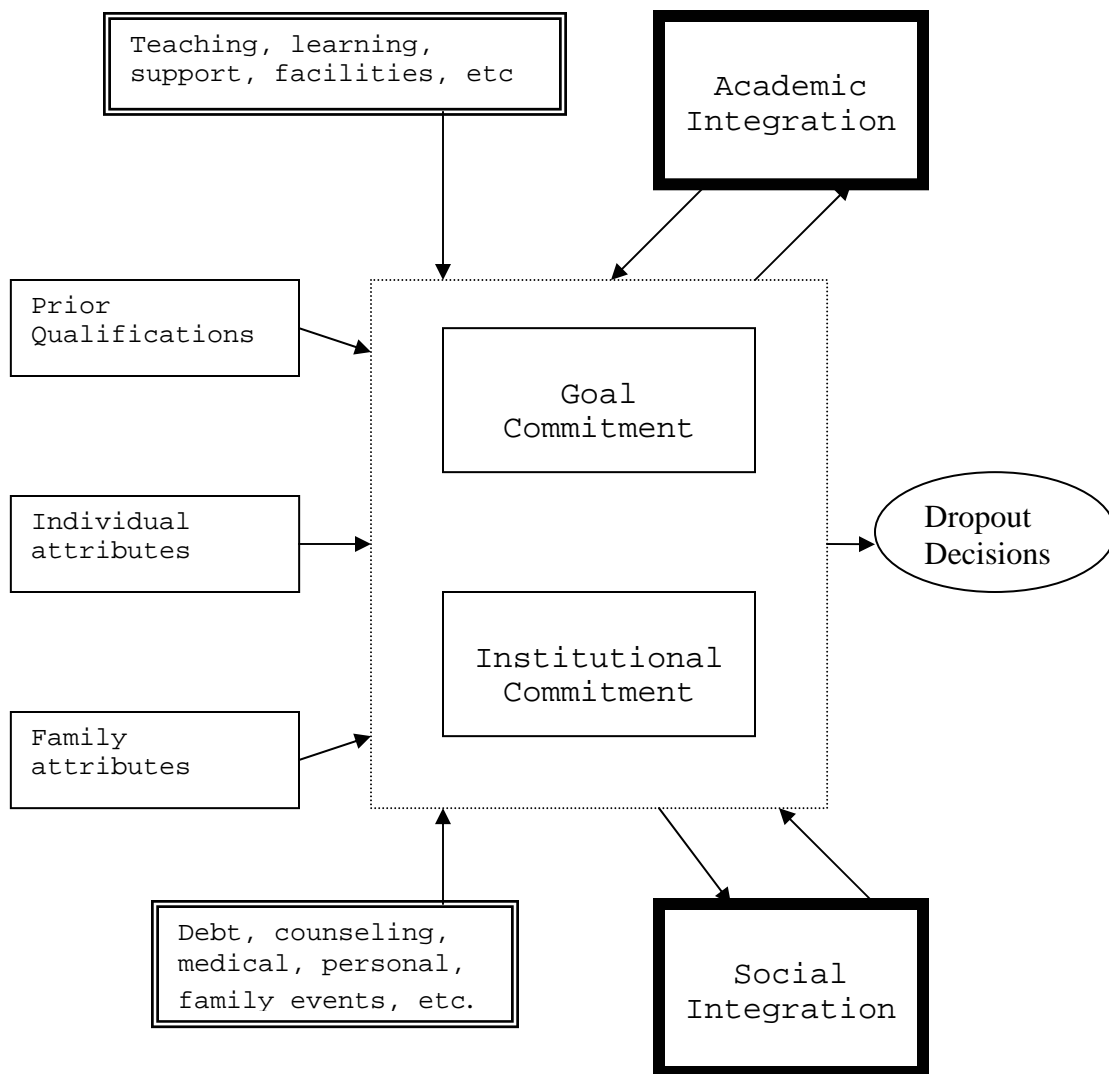 Teaching, learning,
support, facilities, etc
Academic
Integration
Prior
Qualifications
Goal
Commitment
Individual
attributes
Dropout
Decisions
Institutional
Commitment
Family
attributes
Debt, counseling,
medical, personal,
family events, etc.
Social
Integration